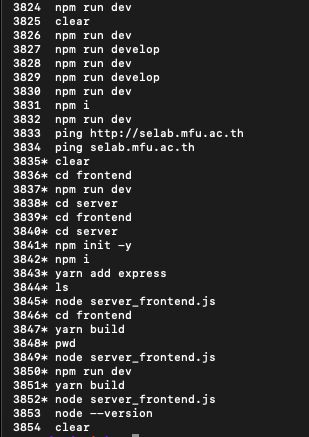 3824  npm run dev
3825  clear
3826  npm run dev
3827  npm run develop
3828  npm run dev
3829  npm run develop
3830  npm run dev
3831  npm i
3832  npm run dev
3833  ping http://selab.mfu.ac.th
3834  ping selab.mfu.ac.th
3835* clear
3836* cd frontend
3837* npm run dev
3838* cd server
3839* cd frontend
3840* cd server
3841* npm init -y
3842* npm i
3843* yarn add express
3844* ls
3845* node server_frontend.js
3846* cd frontend
3847* yarn build
3848* pwd
3849* node server_frontend.js
3850* npm run dev
3851* yarn build
3852* node server_frontend.js
3853  node --version
3854  clear